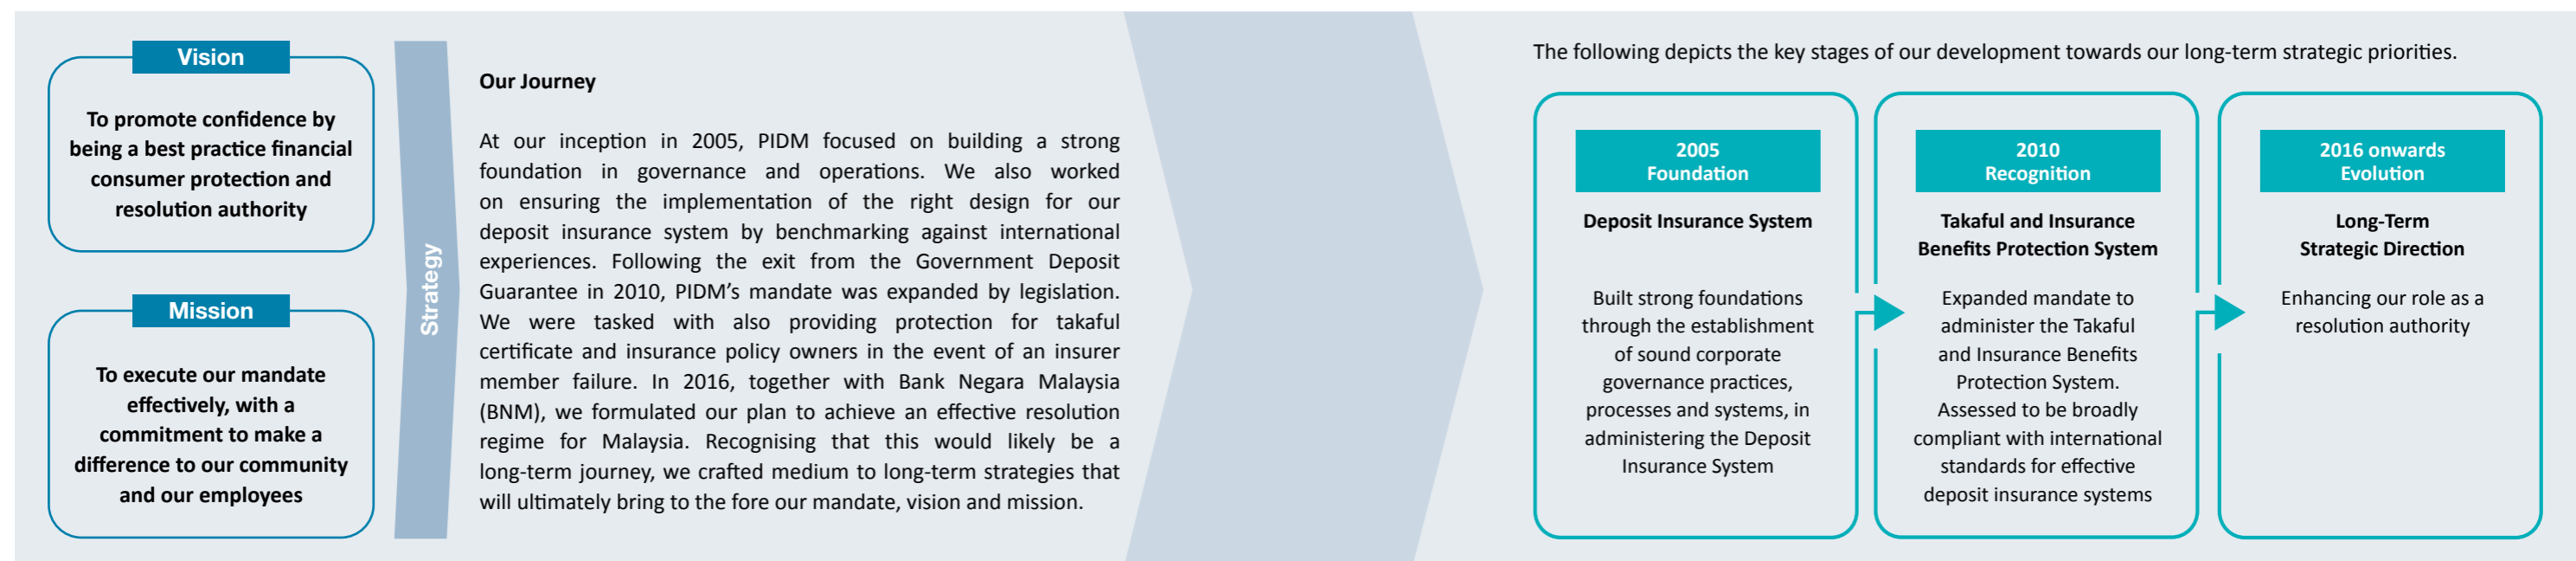 Vision
To promote confidence by
being a best practice financial
consumer protection and
resolution authority
Mission
To execute our mandate
effectively, with a
commitment to make a
difference to our community
and our employees
Strategy
Our Journey
At our inception in 2005, PIDM focused on building a strong
foundation in governance and operations. We also worked
on ensuring the implementation of the right design for our
deposit insurance system by benchmarking against international
experiences. Following the exit from the Government Deposit
Guarantee in 2010, PIDM’s mandate was expanded by legislation.
We were tasked with also providing protection for takaful
certificate and insurance policy owners in the event of an insurer
member failure. In 2016, together with Bank Negara Malaysia
(BNM), we formulated our plan to achieve an effective resolution
regime for Malaysia. Recognising that this would likely be a
long-term journey, we crafted medium to long-term strategies that
will ultimately bring to the fore our mandate, vision and mission.
The following depicts the key stages of our development towards our long-term strategic priorities.
2005
Foundation
Deposit Insurance System
Built strong foundations
through the establishment
of sound corporate
governance practices,
processes and systems, in
administering the Deposit
Insurance System
2010
Recognition
Takaful and Insurance
Benefits Protection System
Expanded mandate to
administer the Takaful
and Insurance Benefits
Protection System.
Assessed to be broadly
compliant with international
standards for effective
deposit insurance systems
2016 onwards
Evolution
Long-Term
Strategic Direction
Enhancing our role as a
resolution authority